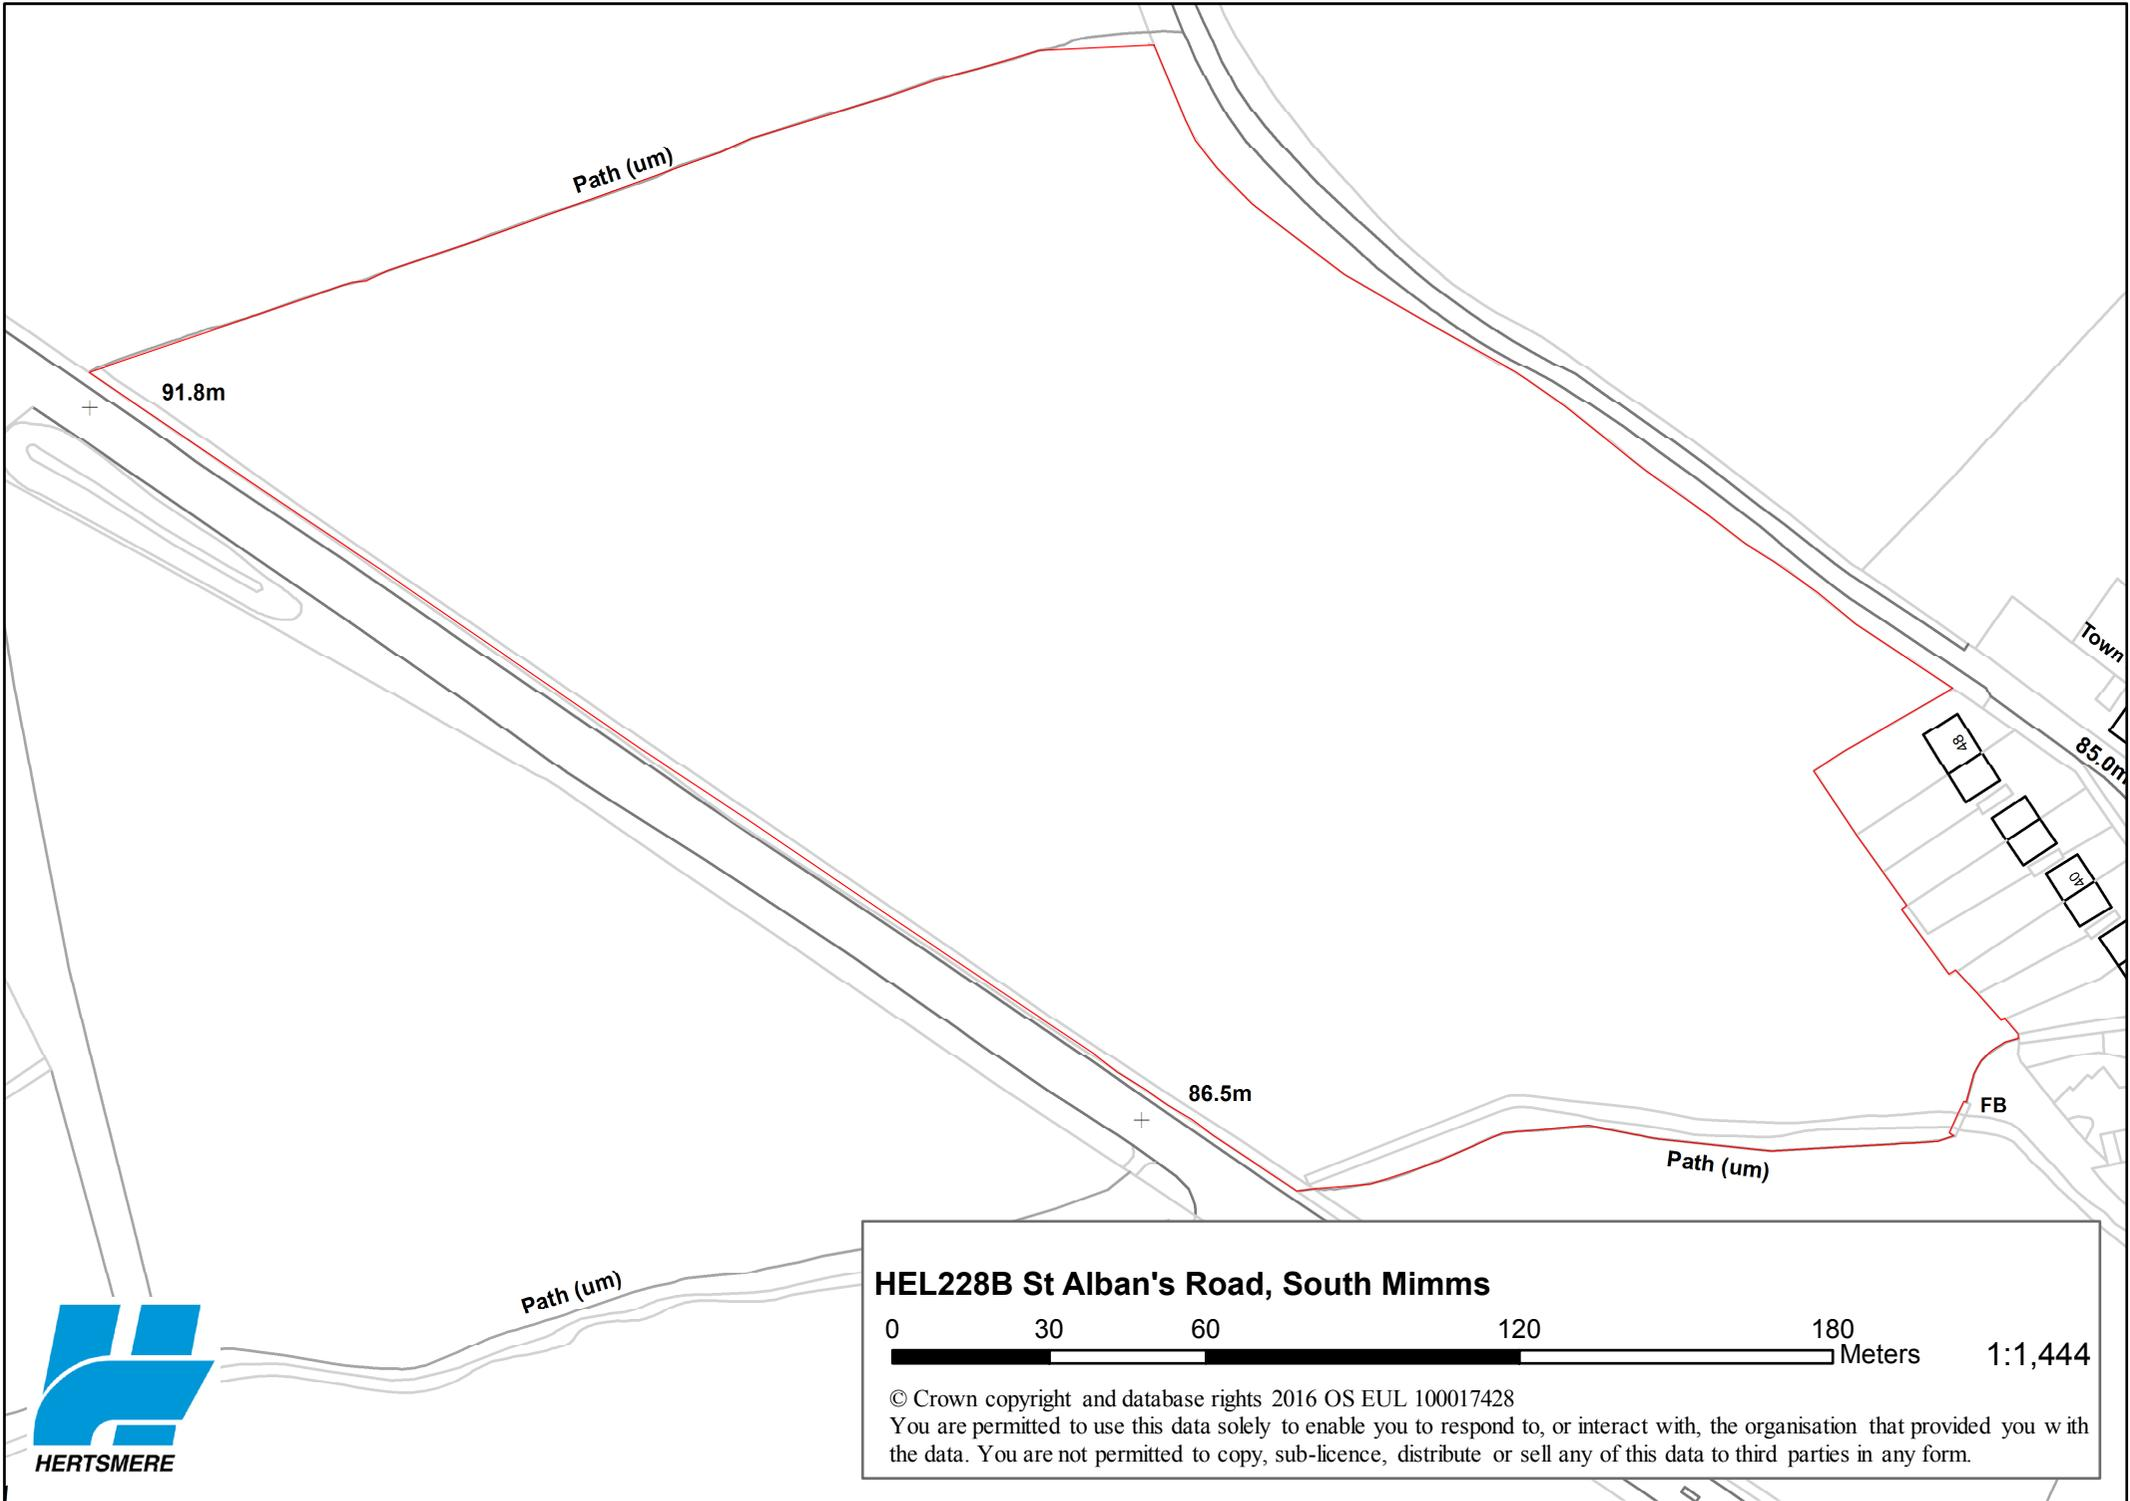 Path (um)
91.8m
Town
48
85.0m
40
86.5m
FB
Path (um)
Path (um)
HEL228B St Alban's Road, South Mimms
0 30 60 120 180
Meters 1:1,444
© Crown copyright and database rights 2016 OS EUL 100017428
You are permitted to use this data solely to enable you to respond to, or interact with, the organisation that provided you with
the data. You are not permitted to copy, sub-licence, distribute or sell any of this data to third parties in any form.
HERTSMERE